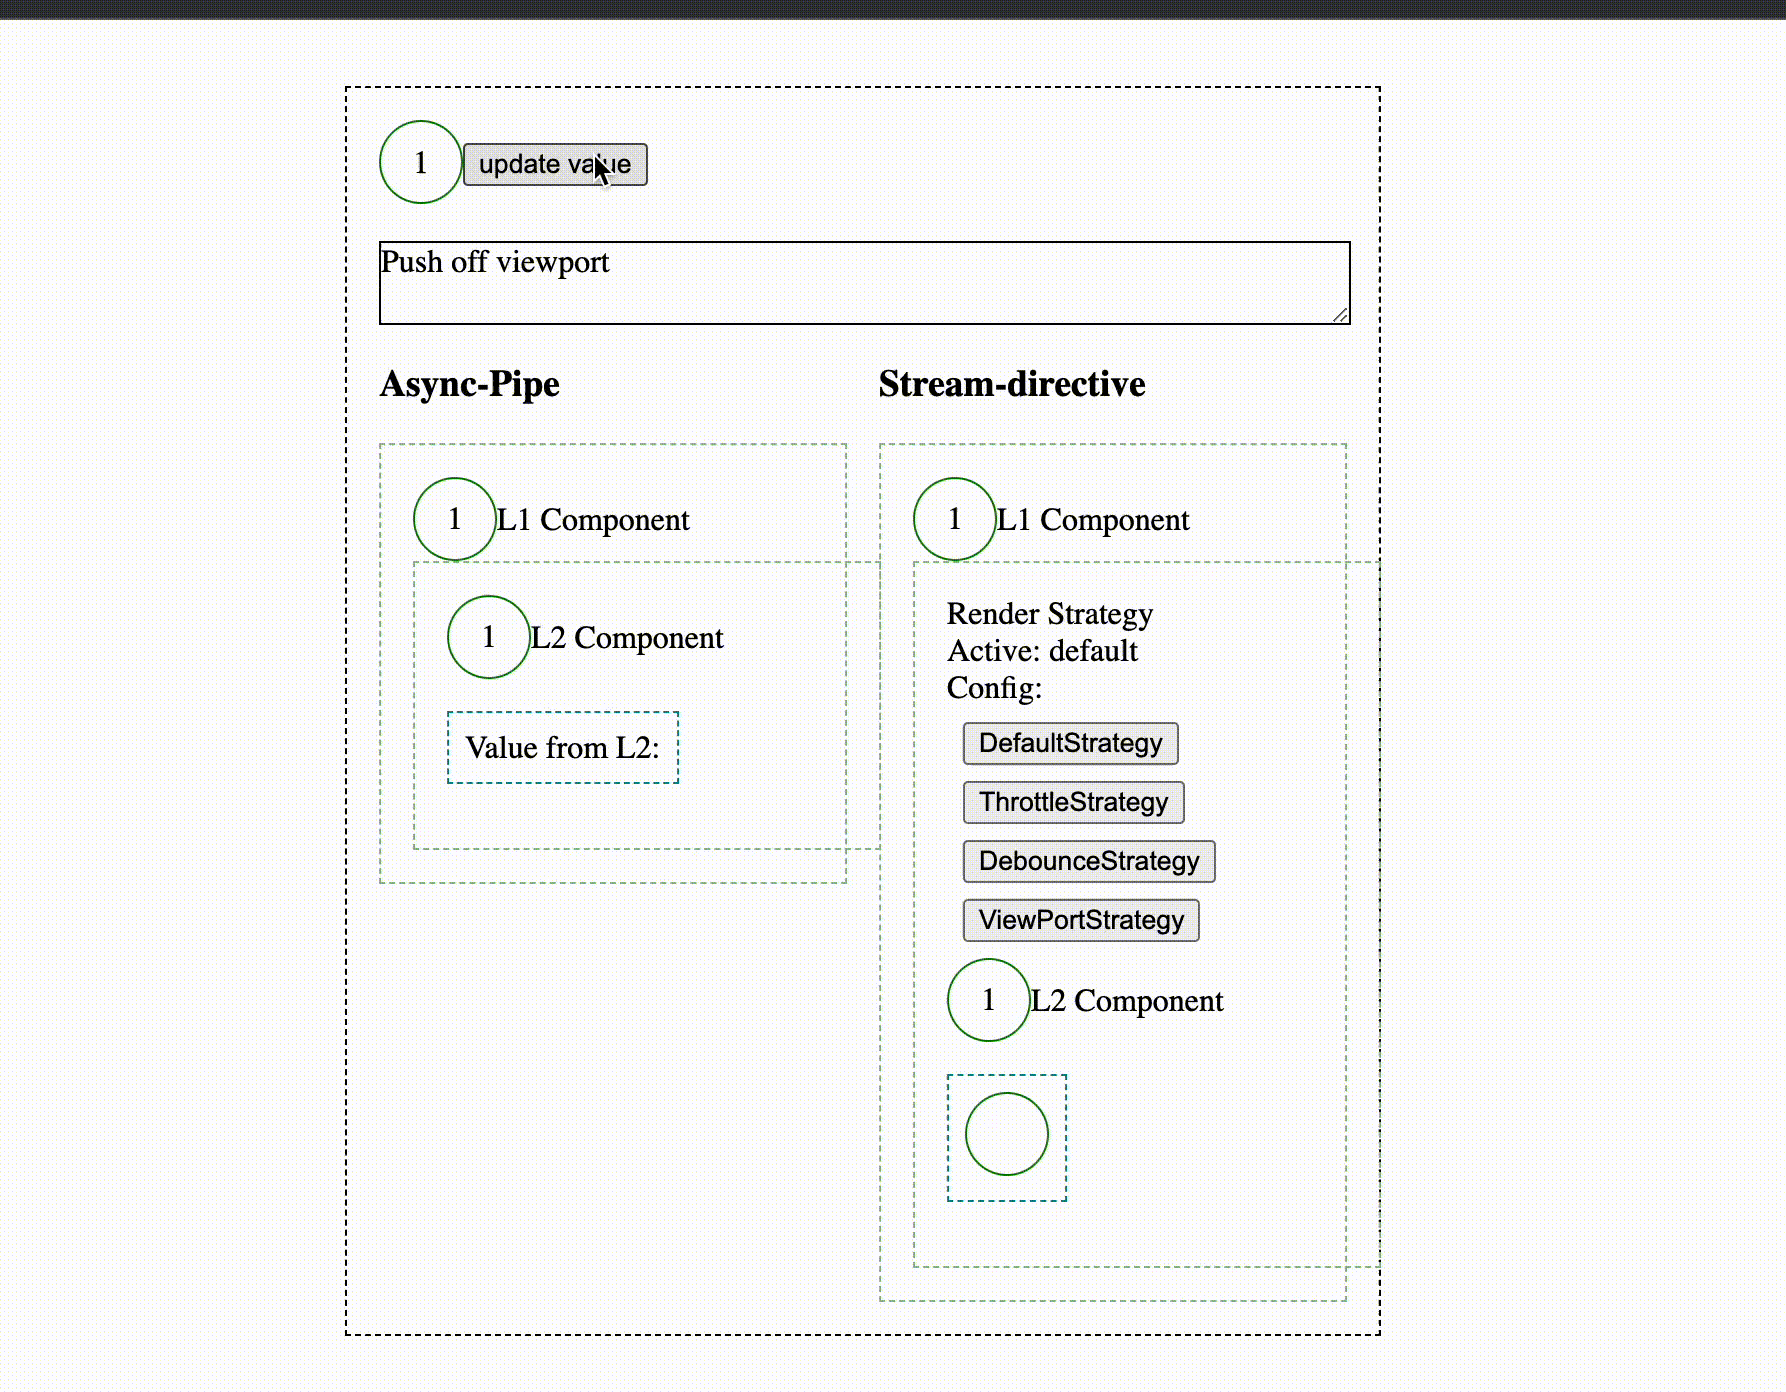 1 update value
Push off viewport
Async-Pipe
1 L1 Component
1 L2 Component
Value from L2:
Stream-directive
1 L1 Component
Render Strategy
Active: default
Config:
DefaultStrategy
ThrottleStrategy
DebounceStrategy
ViewPortStrategy
1 L2 Component